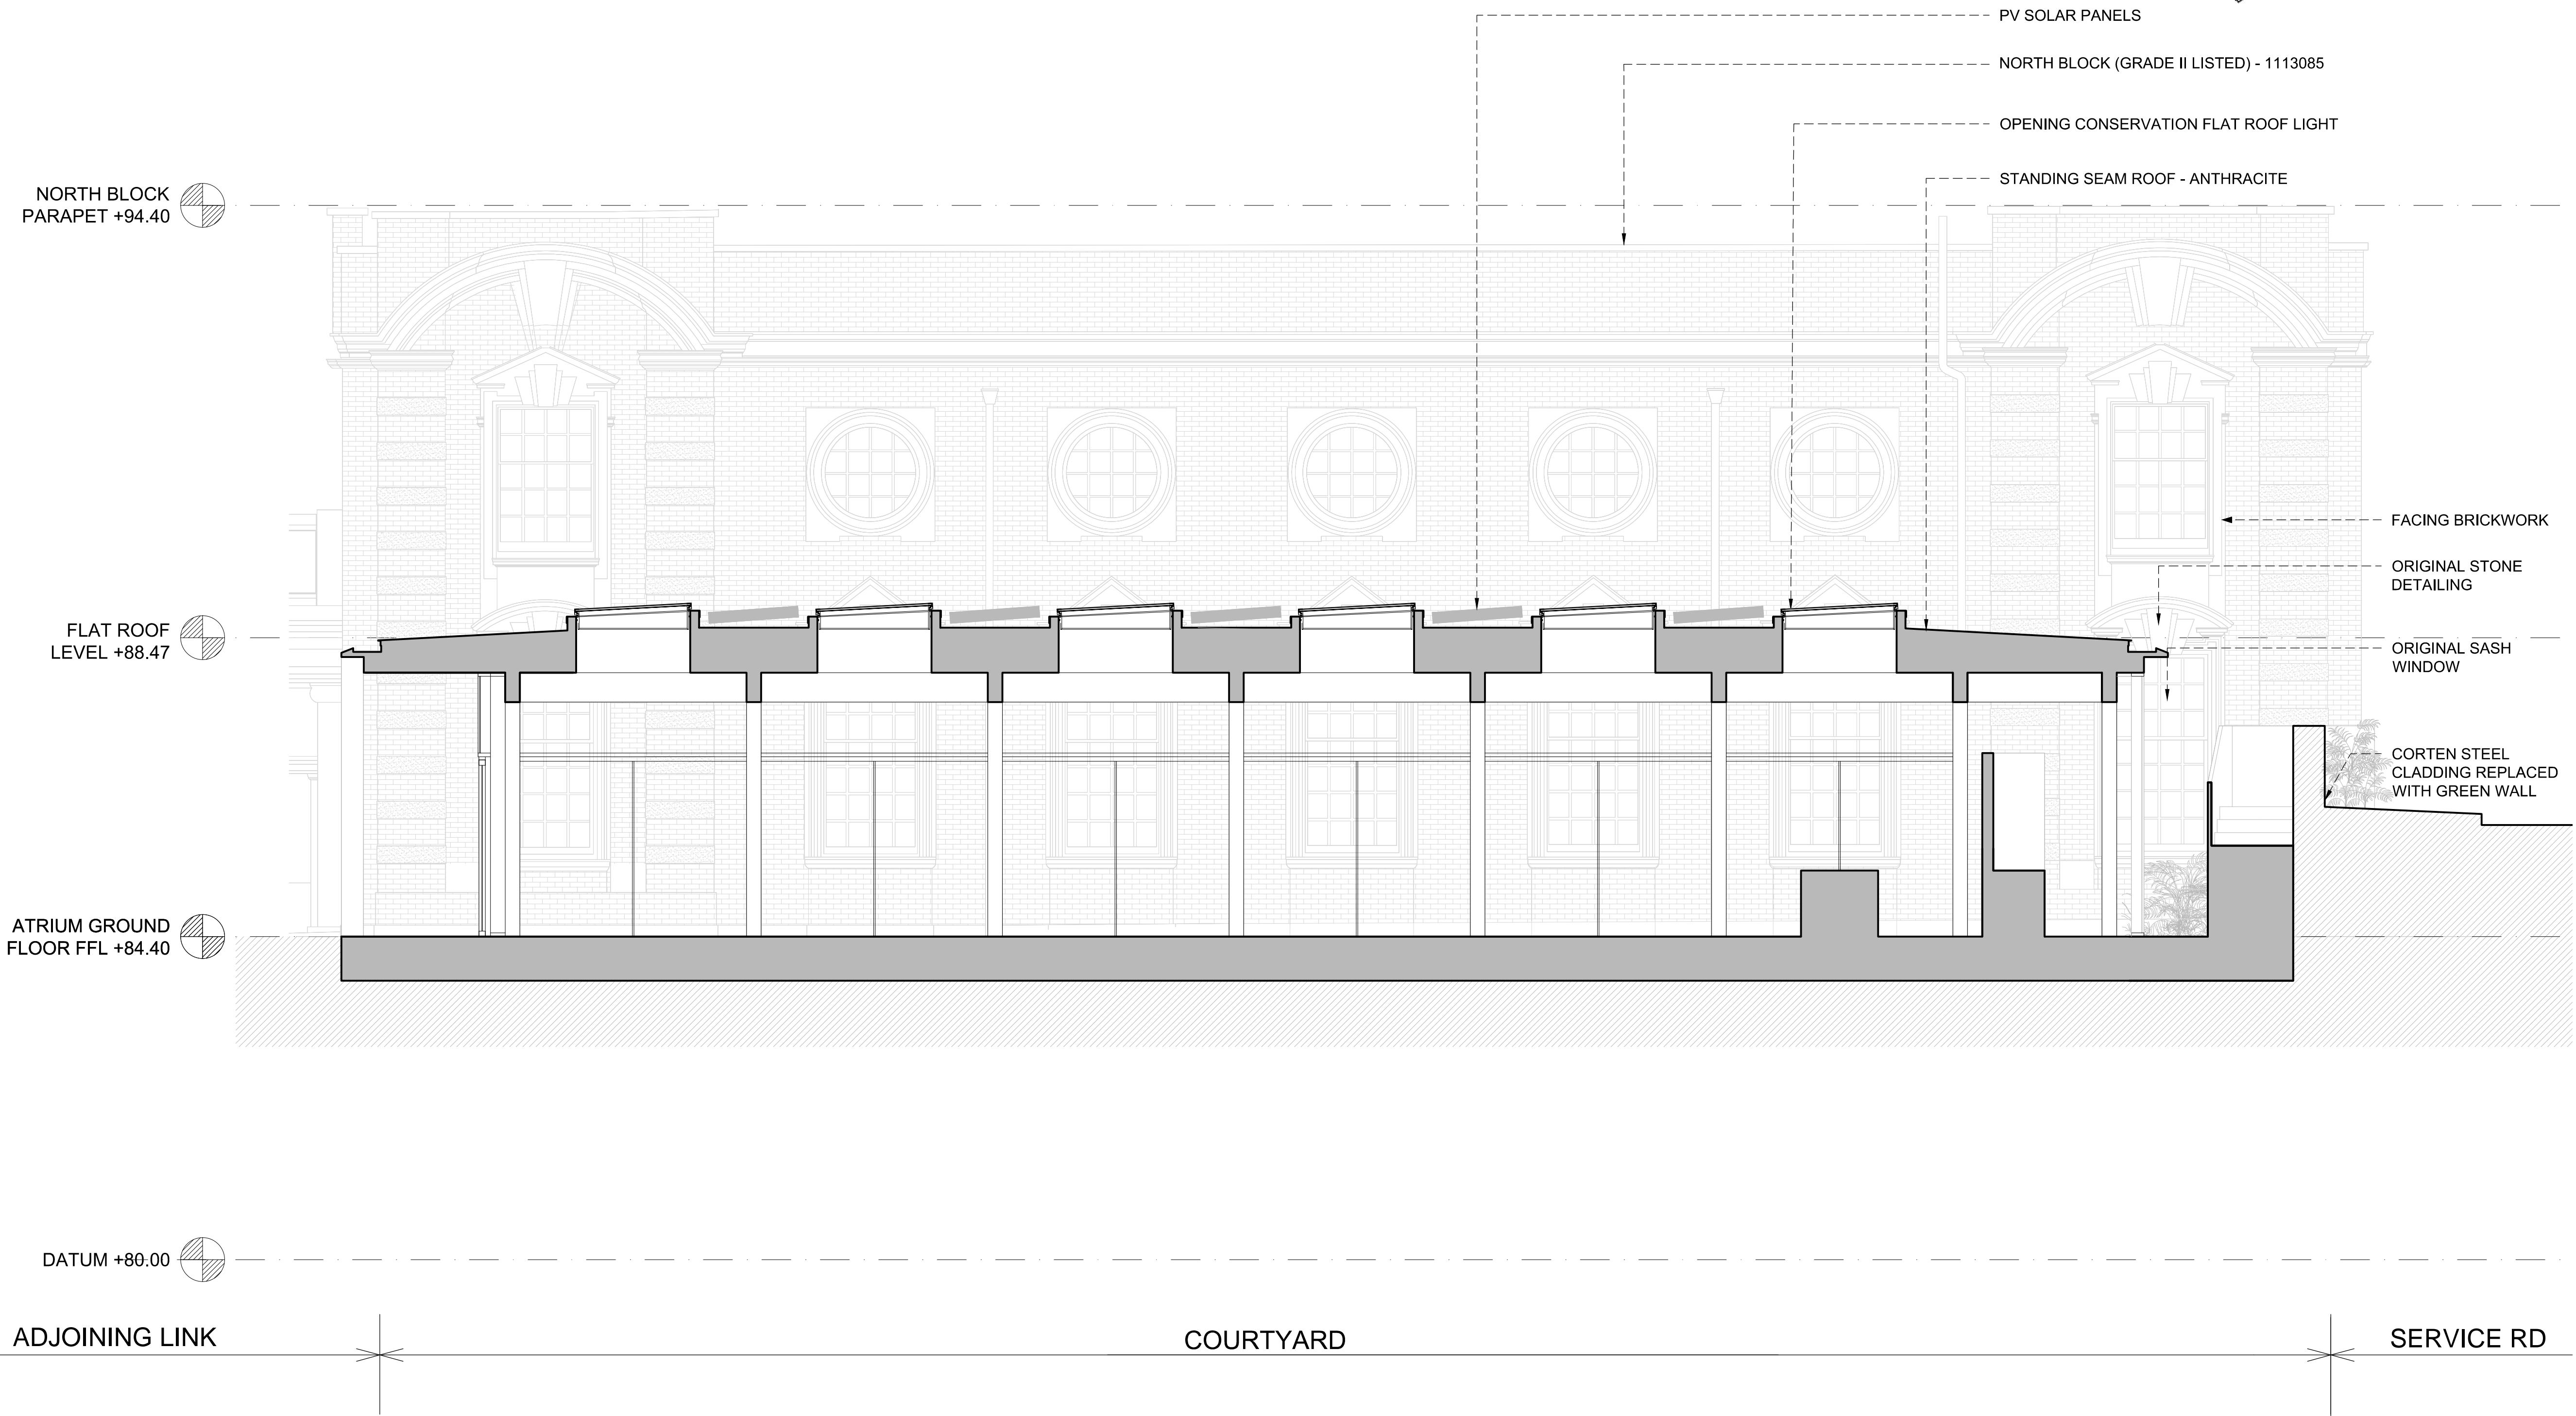 PV SOLAR PANELS
NORTH BLOCK (GRADE II LISTED) - 1113085
OPENING CONSERVATION FLAT ROOF LIGHT
STANDING SEAM ROOF - ANTHRACITE
NORTH BLOCK
PARAPET +94.40
FACING BRICKWORK
ORIGINAL STONE
DETAILING
FLAT ROOF
LEVEL +88.47
ORIGINAL SASH
WINDOW
CORTEN STEEL
CLADDING REPLACED
WITH GREEN WALL
ATRIUM GROUND
FLOOR FFL +84.40
DATUM +80.00
ADJOINING LINK
COURTYARD
SERVICE RD